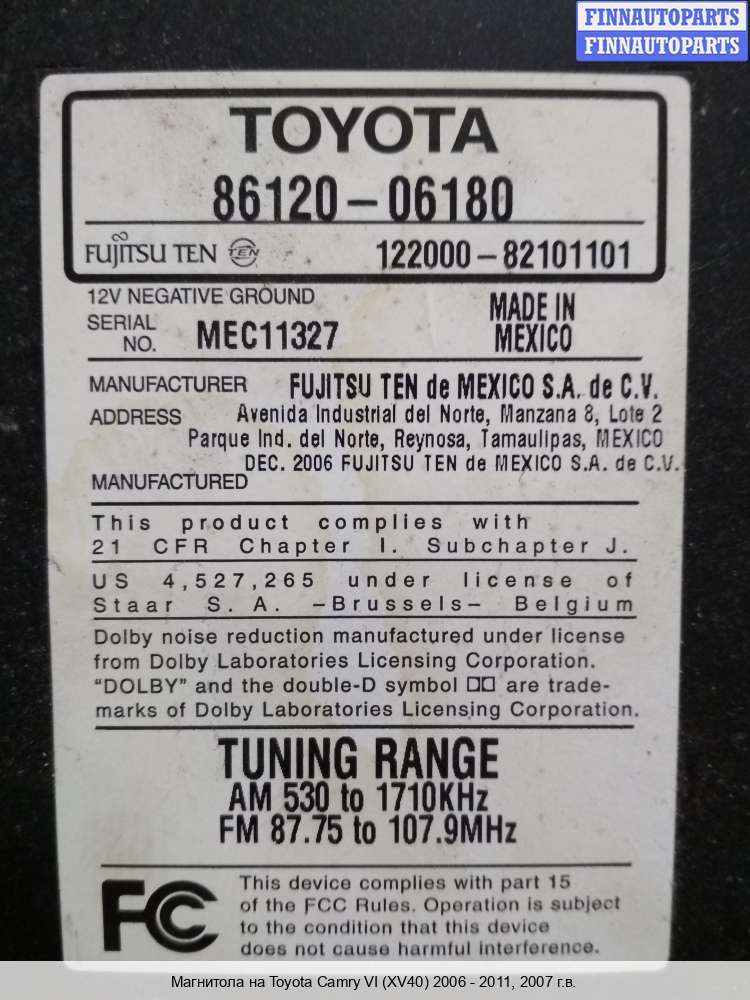 FINNAUTOPARTS
FINNAUTOPARTS
TOYOTA
86120-06180
FUJITSU TEN TEN 122000-82101101
12V NEGATIVE GROUND
SERIAL NO. MEC11327
MADE IN MEXICO
MANUFACTURER FUJITSU TEN de MEXICO S.A. de C.V.
ADDRESS Avenida Industrial del Norte, Manzana 8, Lote 2
Parque Ind. del Norte, Reynosa, Tamaulipas, MEXICO
DEC. 2006 FUJITSU TEN de MEXICO S.A. de C.V.
MANUFACTURED
This product complies with
21 CFR Chapter I. Subchapter J.
US 4,527,265 under license of
Staar S.A. -Brussels- Belgium
Dolby noise reduction manufactured under license
from Dolby Laboratories Licensing Corporation.
“DOLBY” and the double-D symbol are trade-
marks of Dolby Laboratories Licensing Corporation.
TUNING RANGE
AM 530 to 1710KHz
FM 87.75 to 107.9MHz
FC This device complies with part 15
of the FCC Rules. Operation is subject
to the condition that this device
does not cause harmful interference.
Магнитола на Toyota Camry VI (XV40) 2006 - 2011, 2007 г.в.